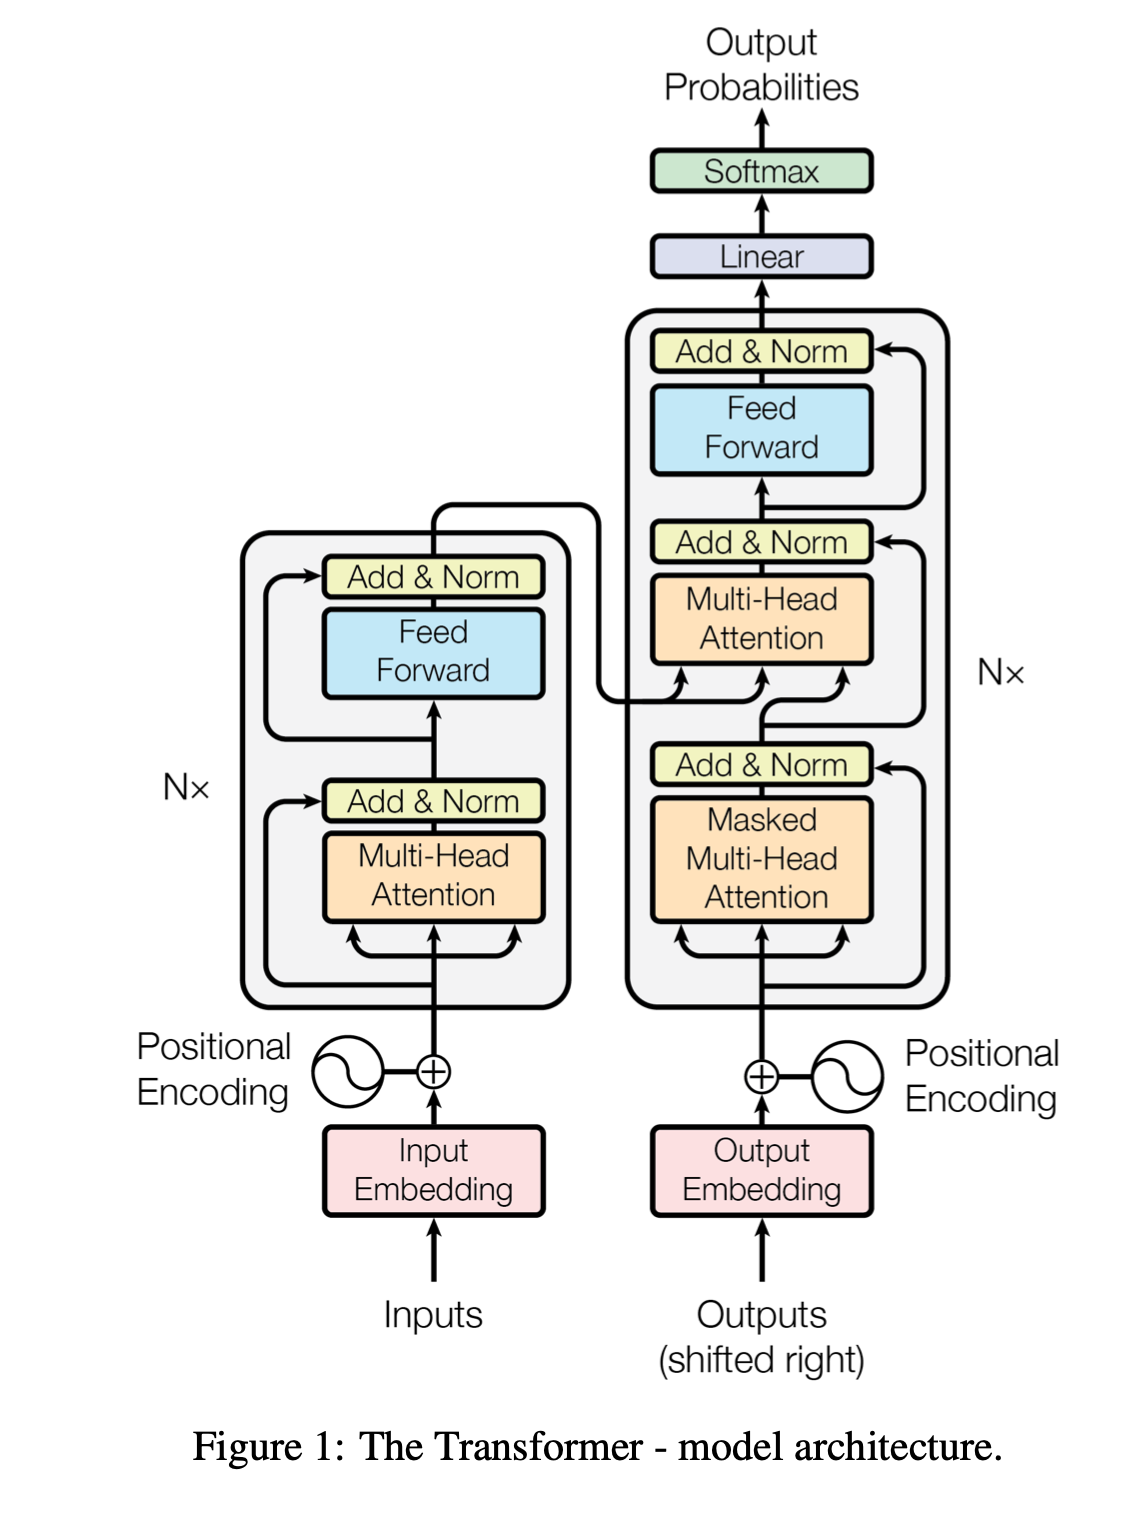 Output
Probabilities
Softmax
Linear
Add & Norm
Feed
Forward
Add & Norm
Multi-Head
Attention
Nx
Add & Norm
Masked
Multi-Head
Attention
Add & Norm
Feed
Forward
Nx
Add & Norm
Multi-Head
Attention
Positional
Encoding
Positional
Encoding
Input
Embedding
Output
Embedding
Inputs
Outputs
(shifted right)
Figure 1: The Transformer - model architecture.